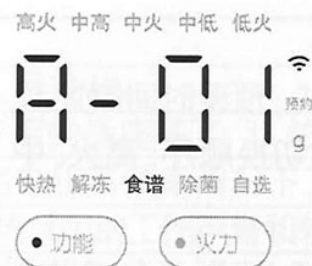 高火 中高 中火 中低 低火
A-01
预约
g
快热 解冻 食谱 除菌 自选
功能 火力